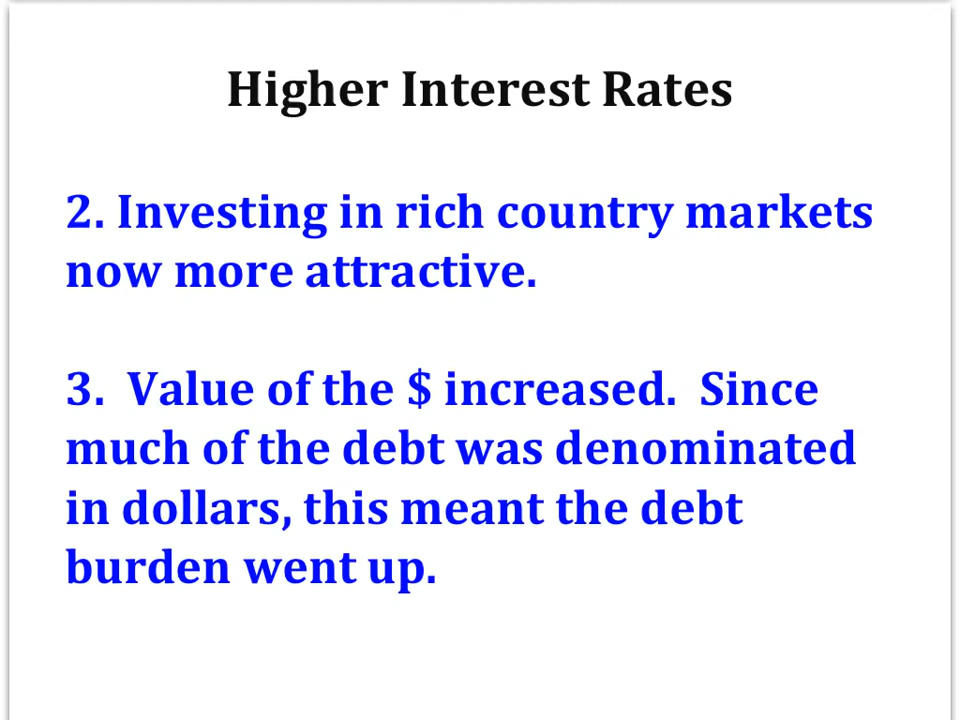 Higher Interest Rates
2. Investing in rich country markets
now more attractive.
3.  Value of the $ increased.  Since
much of the debt was denominated
in dollars, this meant the debt
burden went up.